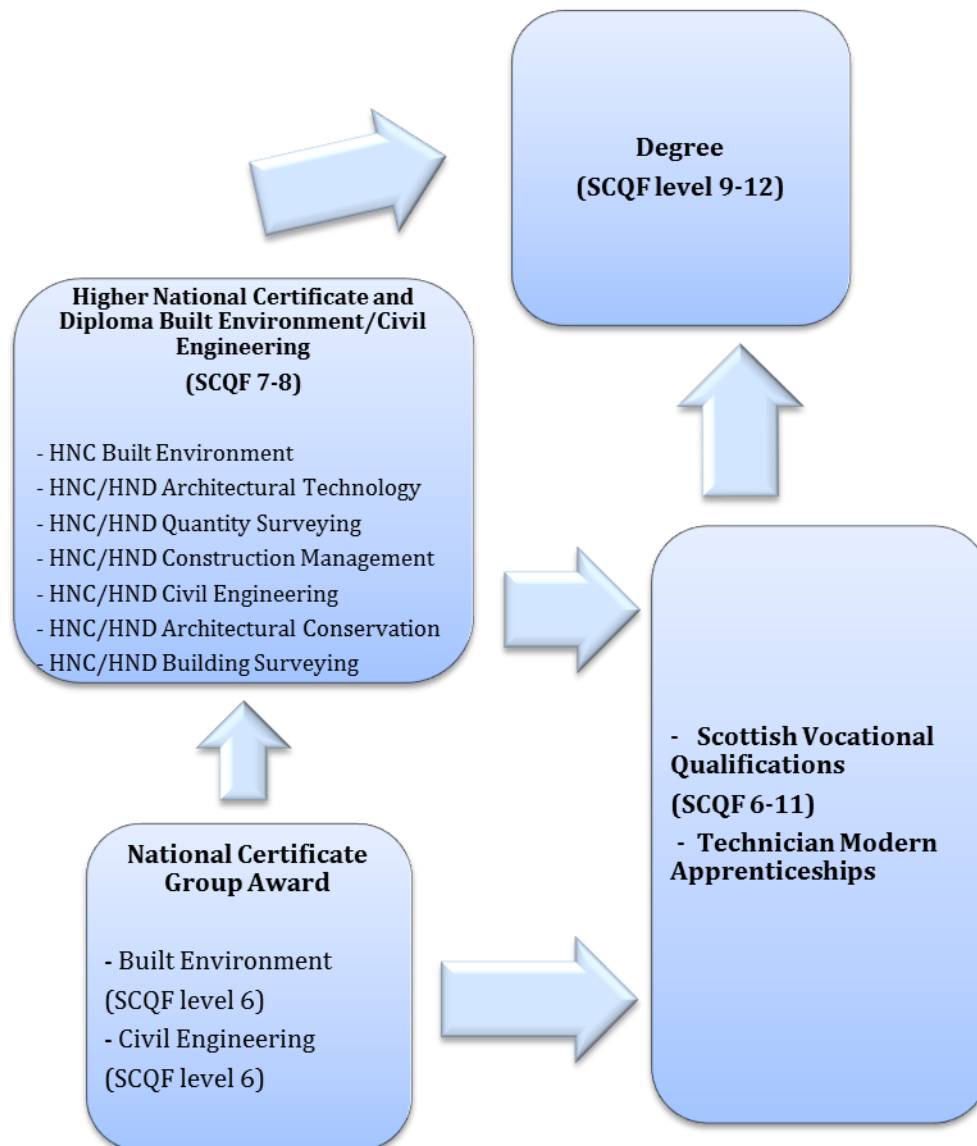 Degree
(SCQF level 9-12)
Higher National Certificate and
Diploma Built Environment/Civil
Engineering
(SCQF 7-8)
- HNC Built Environment
- HNC/HND Architectural Technology
- HNC/HND Quantity Surveying
- HNC/HND Construction Management
- HNC/HND Civil Engineering
- HNC/HND Architectural Conservation
- HNC/HND Building Surveying
- Scottish Vocational
Qualifications
(SCQF 6-11)
- Technician Modern
Apprenticeships
National Certificate
Group Award
- Built Environment
(SCQF level 6)
- Civil Engineering
(SCQF level 6)